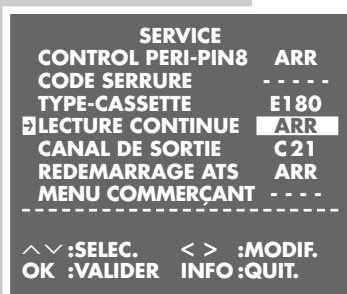 SERVICE
CONTROL PERI-PIN8 ARR
CODE SERRURE - - - - -
TYPE-CASSETTE E180
LECTURE CONTINUE ARR
CANAL DE SORTIE C21
REDEMARRAGE ATS ARR
MENU COMMERÇANT - - - -
:SELEC. < > :MODIF.
OK :VALIDER INFO :QUIT.